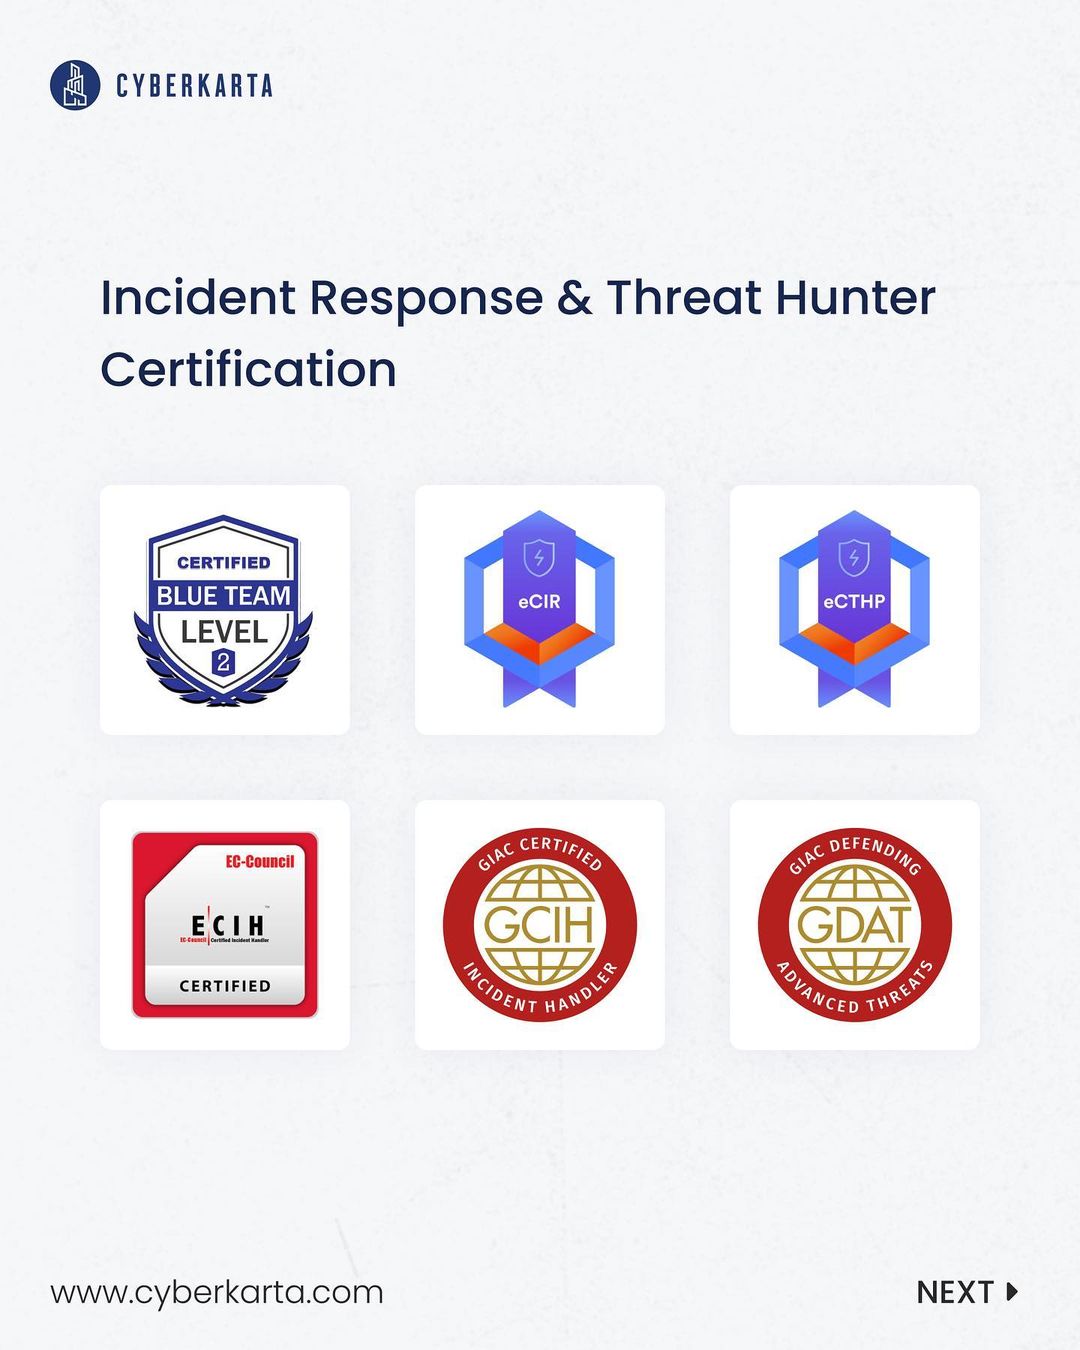 CYBERKARTA
Incident Response & Threat Hunter
Certification
CERTIFIED
BLUE TEAM
LEVEL
2
eCIR
eCTHP
EC-Council
ECIH
TM
EC-Council Certified Incident Handler
CERTIFIED
GIAC CERTIFIED
GCIH
INCIDENT HANDLER
GIAC DEFENDING
GDAT
ADVANCED THREATS
www.cyberkarta.com
NEXT